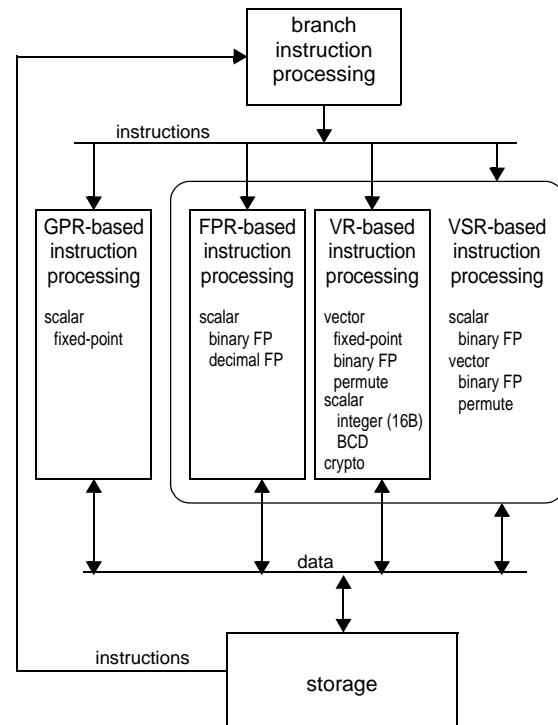 branch
instruction
processing
instructions
GPR-based
instruction
processing
scalar
fixed-point
FPR-based
instruction
processing
scalar
binary FP
decimal FP
VR-based
instruction
processing
vector
fixed-point
binary FP
permute
scalar
integer (16B)
BCD
crypto
VSR-based
instruction
processing
scalar
binary FP
vector
binary FP
permute
data
instructions
storage